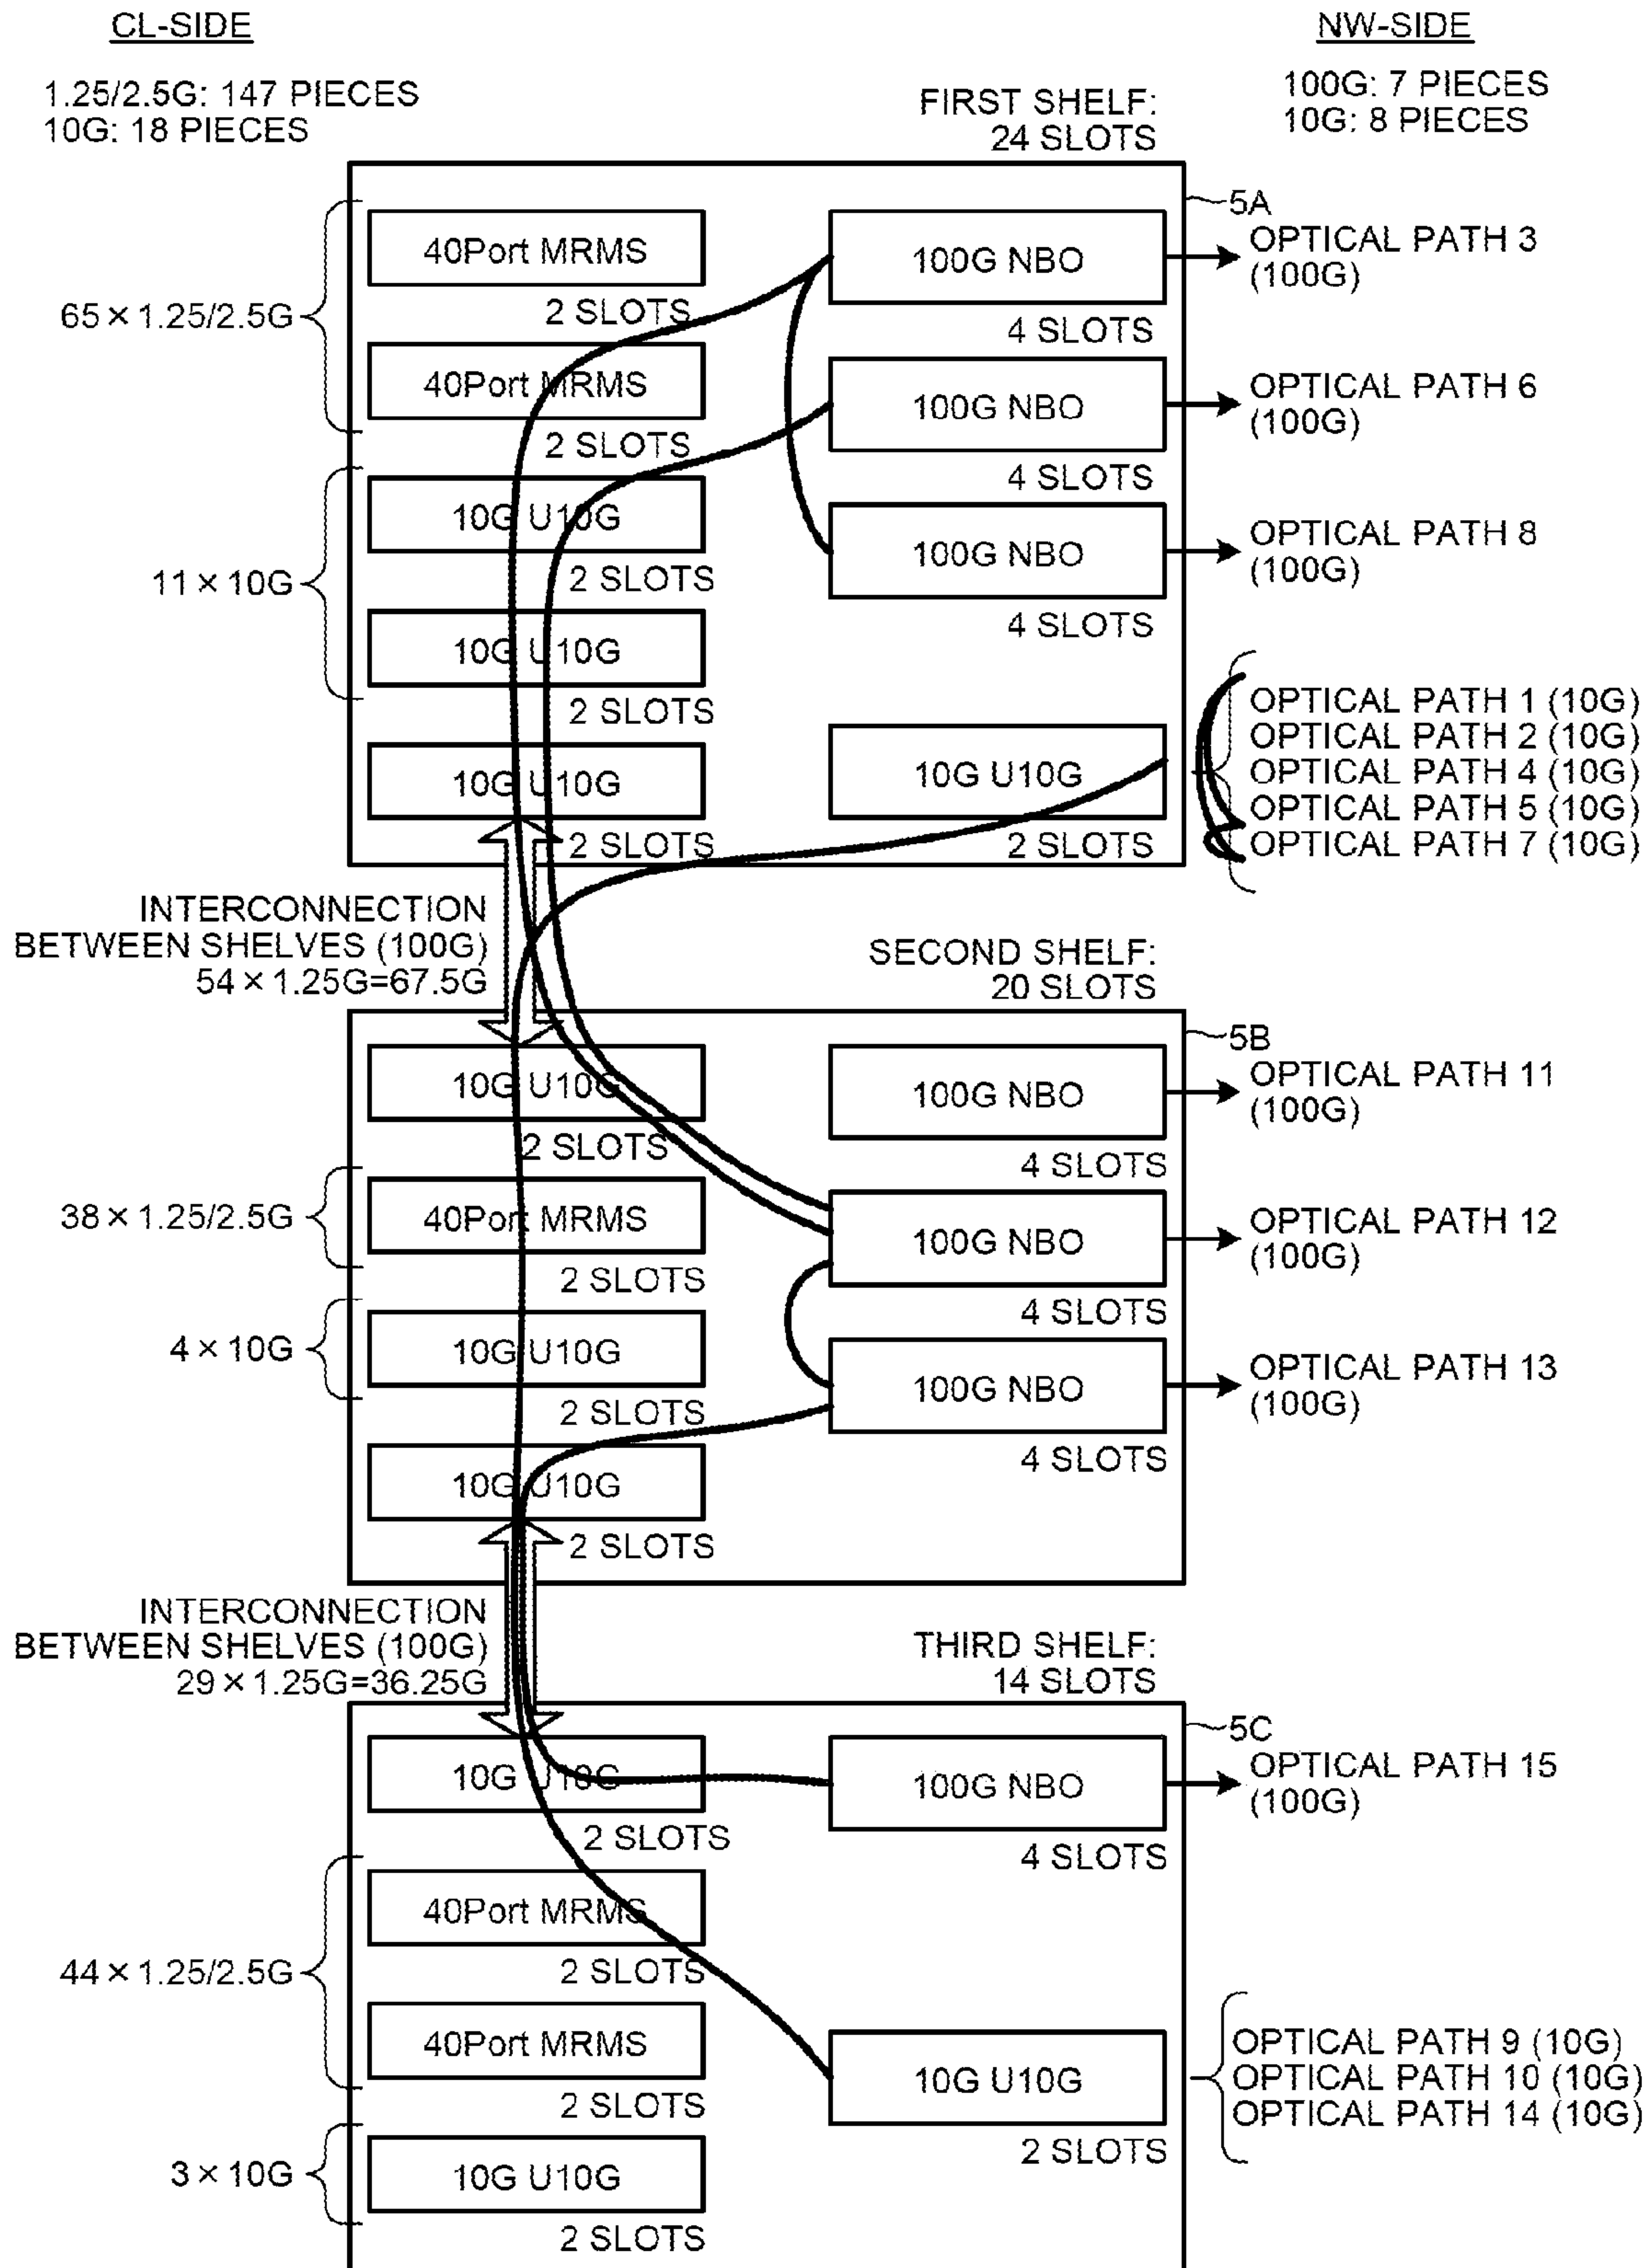 CL-SIDE
1.25/2.5G: 147 PIECES
10G: 18 PIECES
NW-SIDE
100G: 7 PIECES
10G: 8 PIECES
FIRST SHELF:
24 SLOTS
5A
65 × 1.25/2.5G
40Port MRMS
2 SLOTS
40Port MRMS
2 SLOTS
11 × 10G
10G U10G
2 SLOTS
10G U10G
2 SLOTS
10G U10G
2 SLOTS
100G NBO
4 SLOTS
OPTICAL PATH 3
(100G)
100G NBO
4 SLOTS
OPTICAL PATH 6
(100G)
100G NBO
4 SLOTS
OPTICAL PATH 8
(100G)
10G U10G
2 SLOTS
OPTICAL PATH 1 (10G)
OPTICAL PATH 2 (10G)
OPTICAL PATH 4 (10G)
OPTICAL PATH 5 (10G)
OPTICAL PATH 7 (10G)
INTERCONNECTION
BETWEEN SHELVES (100G)
54 × 1.25G=67.5G
SECOND SHELF:
20 SLOTS
5B
10G U10G
2 SLOTS
38 × 1.25/2.5G
40Port MRMS
2 SLOTS
4 × 10G
10G U10G
2 SLOTS
10G U10G
2 SLOTS
100G NBO
4 SLOTS
OPTICAL PATH 11
(100G)
100G NBO
4 SLOTS
OPTICAL PATH 12
(100G)
100G NBO
4 SLOTS
OPTICAL PATH 13
(100G)
INTERCONNECTION
BETWEEN SHELVES (100G)
29 × 1.25G=36.25G
THIRD SHELF:
14 SLOTS
5C
10G U10G
2 SLOTS
44 × 1.25/2.5G
40Port MRMS
2 SLOTS
40Port MRMS
2 SLOTS
3 × 10G
10G U10G
2 SLOTS
100G NBO
4 SLOTS
OPTICAL PATH 15
(100G)
10G U10G
2 SLOTS
OPTICAL PATH 9 (10G)
OPTICAL PATH 10 (10G)
OPTICAL PATH 14 (10G)